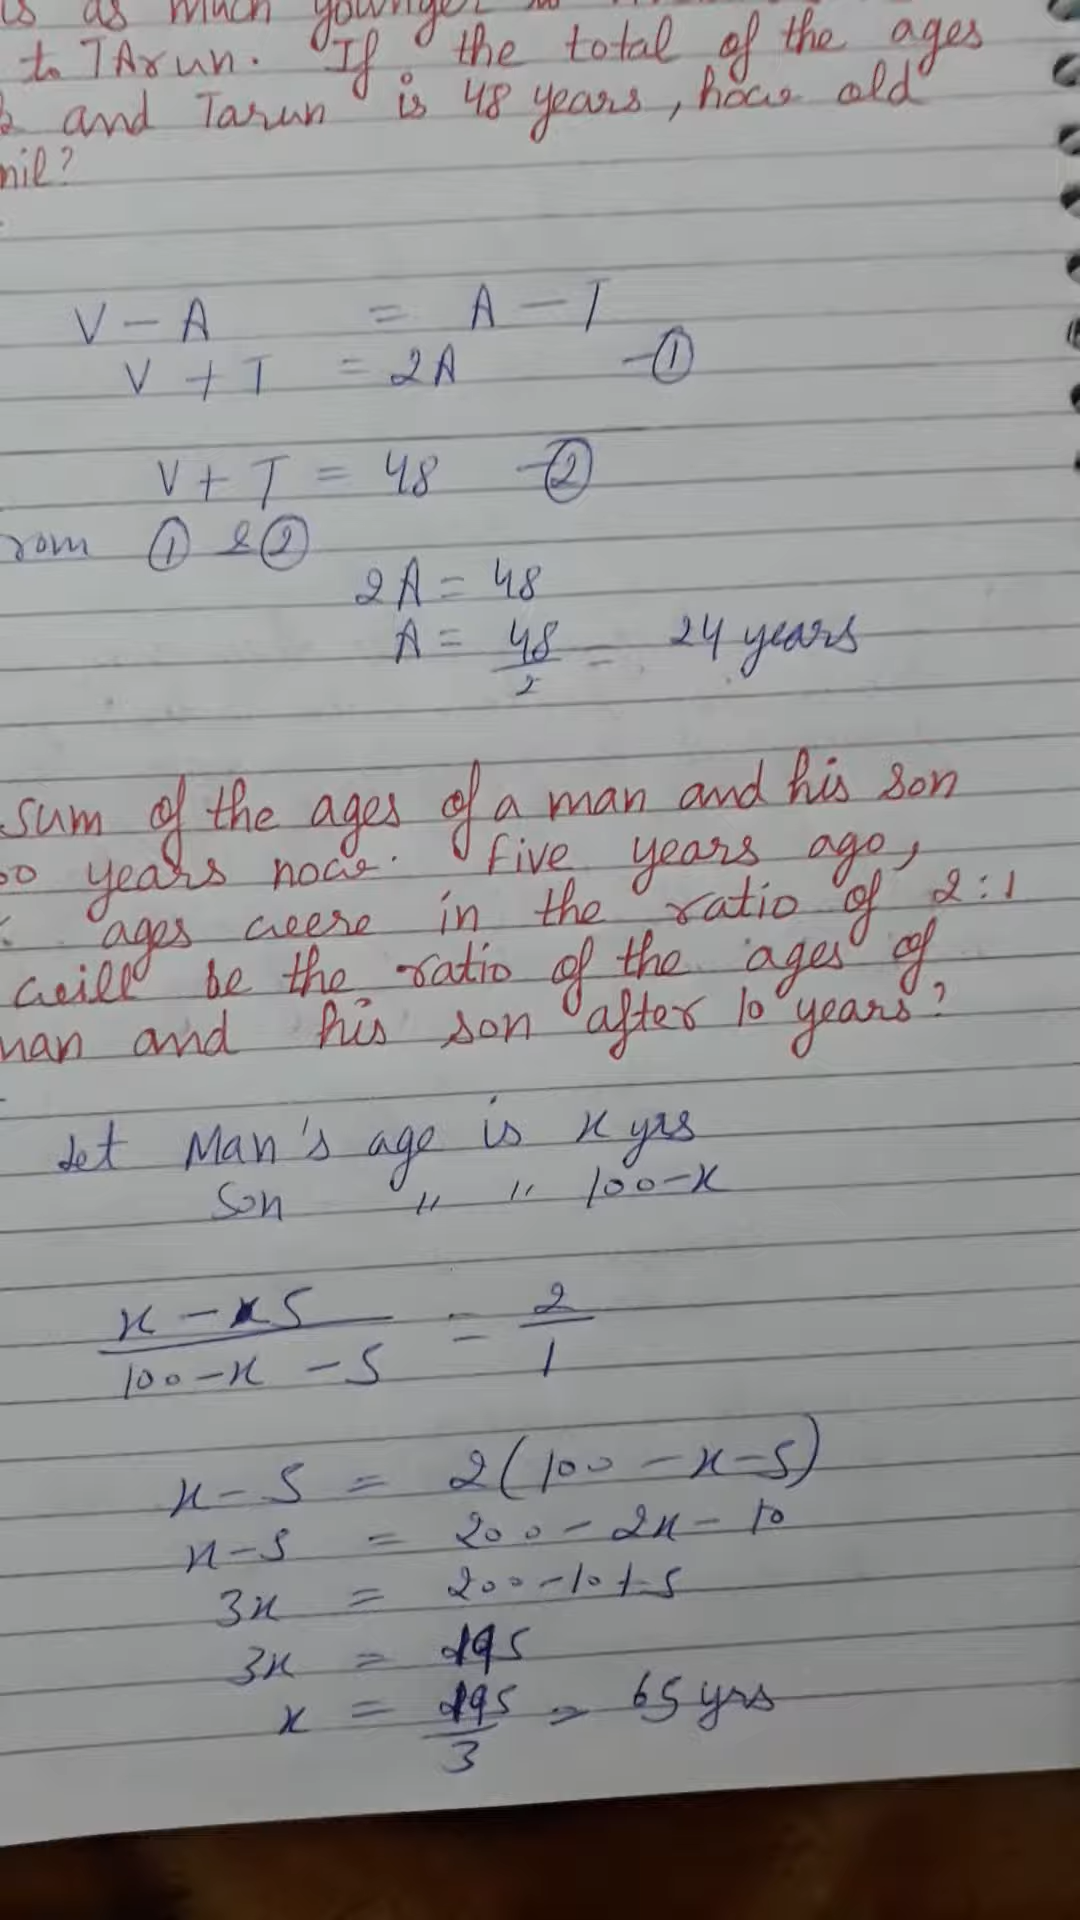 is as much younger
to TArun. If the total of the ages
and Tarun is 48 years, how old
nil?
V - A = A - T
V + T = 2A - ①
V + T = 48 - ②
rom ① & ②
2A = 48
A = 48/2 = 24 years
sum of the ages of a man and his son
00 years now. Five years ago,
ages were in the ratio of 2:1
will be the ratio of the ages of
man and his son after 10 years?
Let Man's age is x yrs
Son " " 100-x
x - 5 / 100-x - 5 = 2/1
x - 5 = 2(100 - x - 5)
x - 5 = 200 - 2x - 10
3x = 200 - 10 + 5
3x = 195
x = 195/3 = 65 yrs